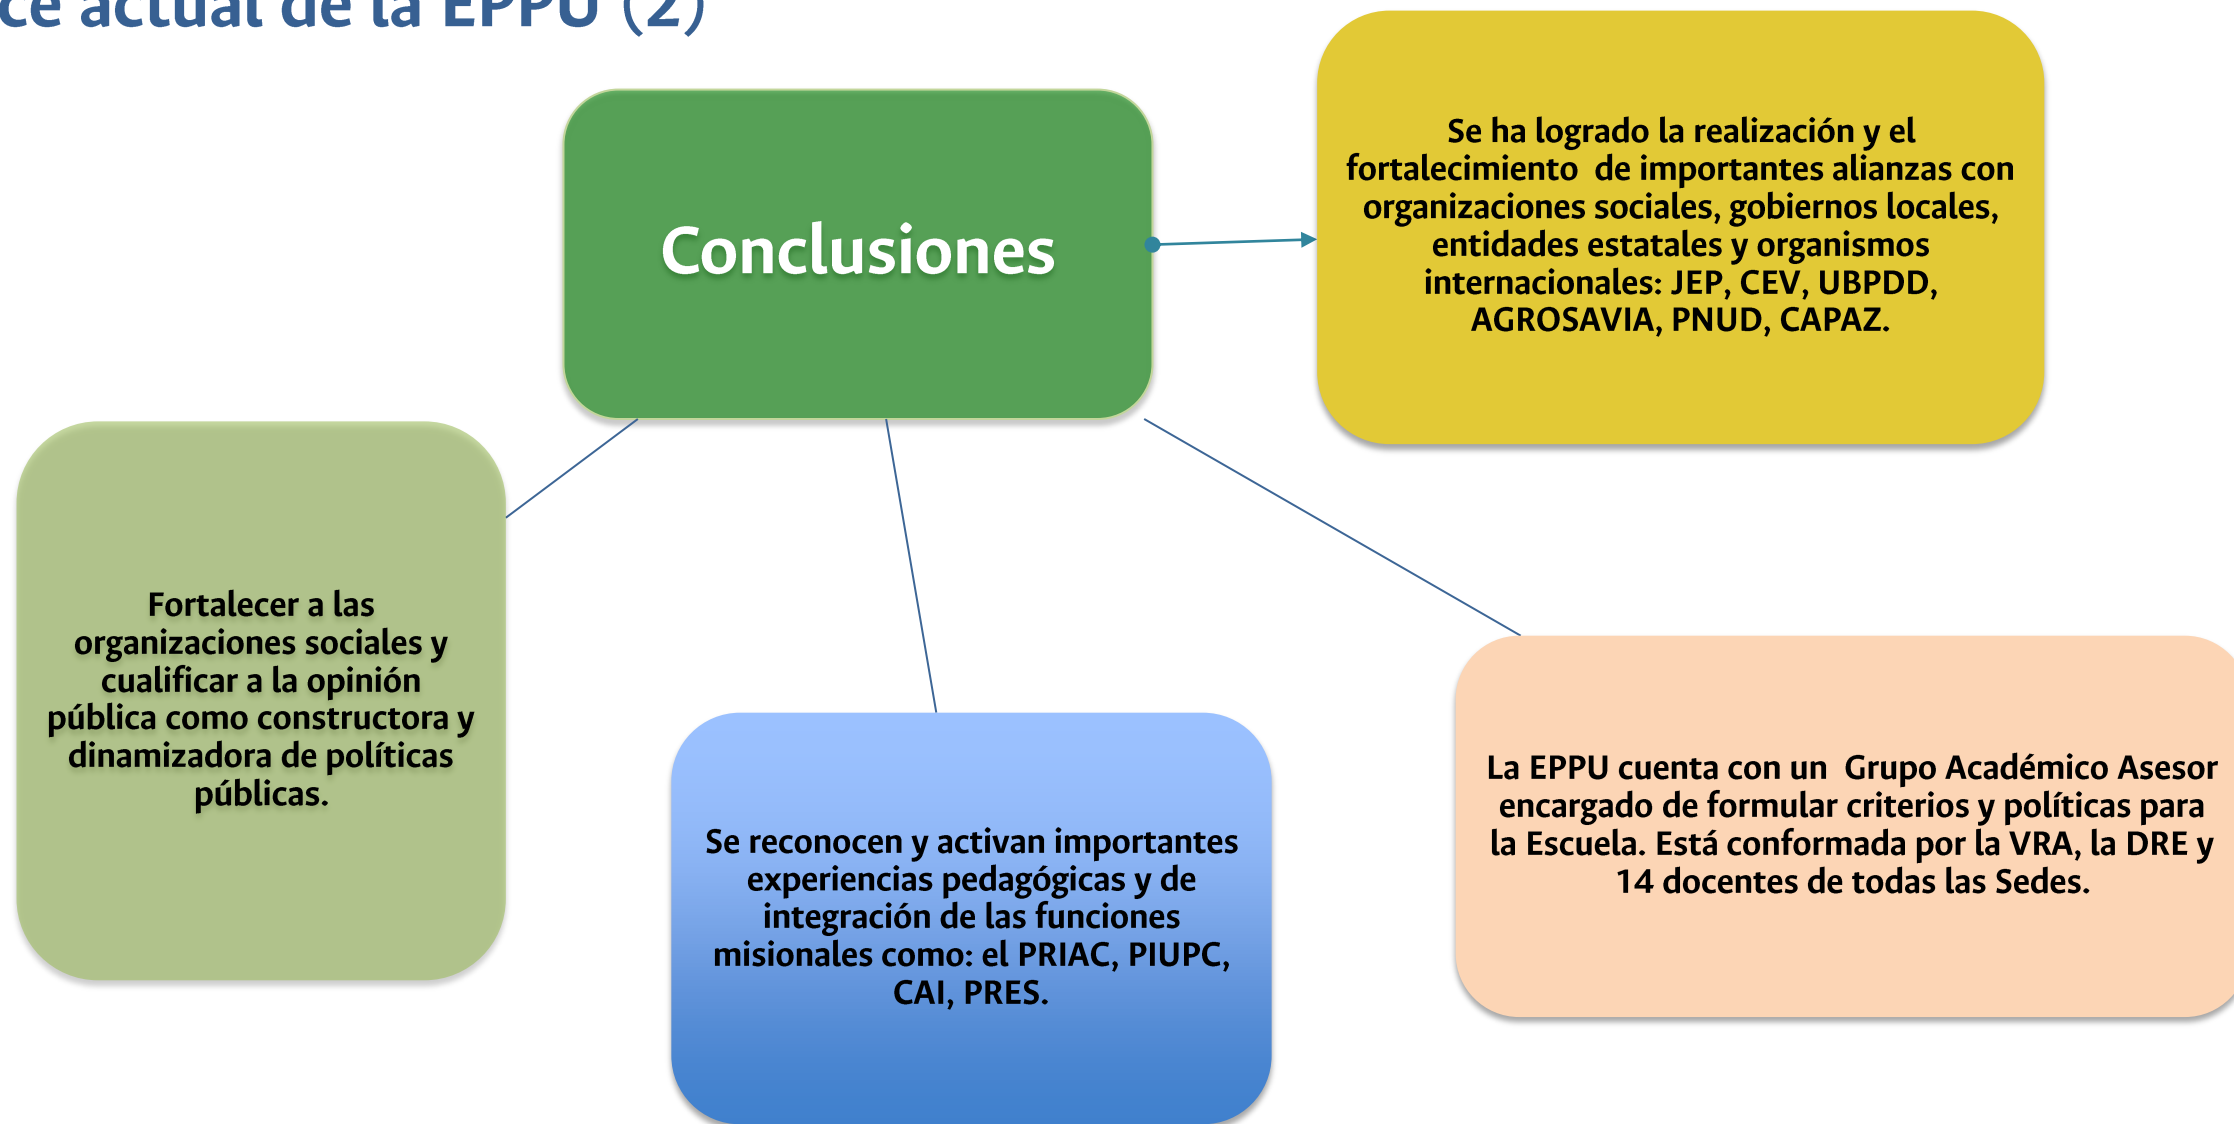 actual de la EPPU (2)
Conclusiones
Se ha logrado la realización y el
fortalecimiento de importantes alianzas con
organizaciones sociales, gobiernos locales,
entidades estatales y organismos
internacionales: JEP, CEV, UBPDD,
AGROSAVIA, PNUD, CAPAZ.
Fortalecer a las
organizaciones sociales y
cualificar a la opinión
pública como constructora y
dinamizadora de políticas
públicas.
Se reconocen y activan importantes
experiencias pedagógicas y de
integración de las funciones
misionales como: el PRIAC, PIUPC,
CAI, PRES.
La EPPU cuenta con un Grupo Académico Asesor
encargado de formular criterios y políticas para
la Escuela. Está conformada por la VRA, la DRE y
14 docentes de todas las Sedes.